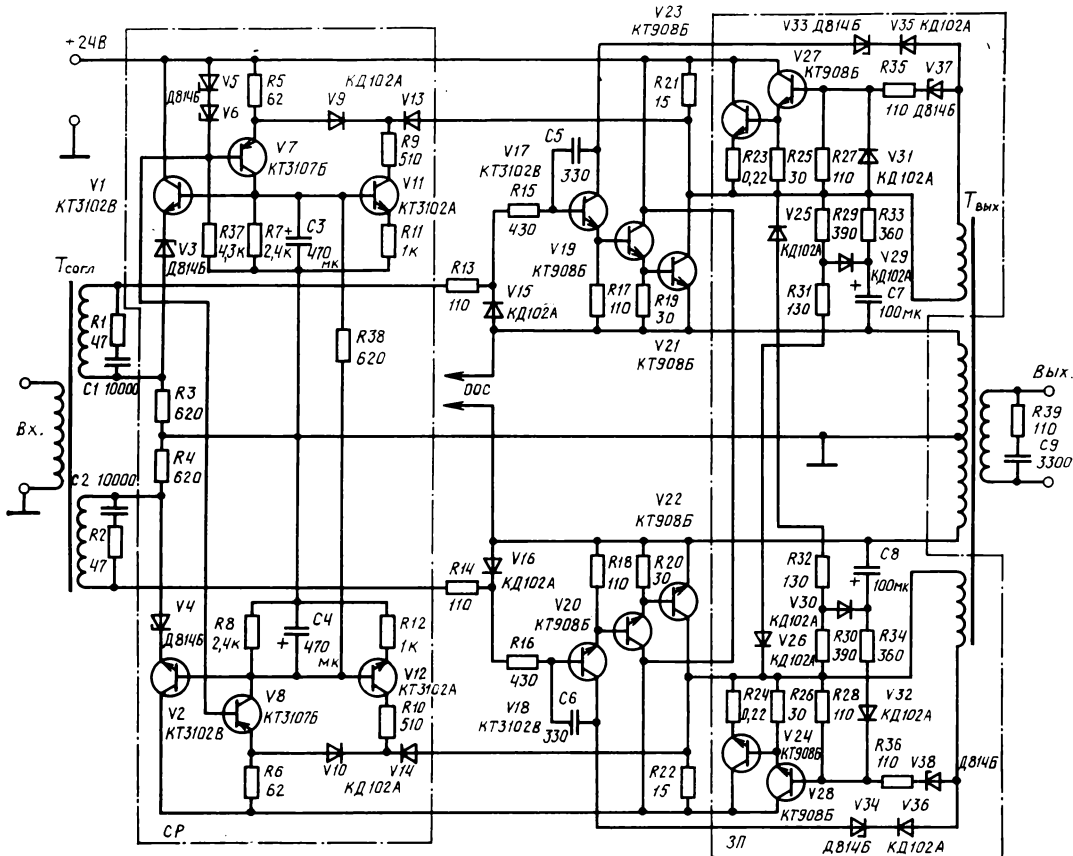 V23
КТ908Б
V33 Д814Б
V35 КД102А
+24В
V5
Д814Б
V6
R5
62
КД102А
V9
V13
R21
15
V27
КТ908Б
R35
110
V37
Д814Б
V7
КТ3107Б
R9
510
C5
330
V17
КТ3102В
R23
0,22
R25
30
R27
110
V31
КД102А
V1
КТ3102В
V11
КТ3102А
R15
430
Tвых
V3
Д814Б
R37
4,3к
R7
2,4к
+
C3
470
мк
R11
1к
V19
КТ908Б
V25
КД102А
R29
390
R33
360
V29
КД102А
Tсогл
R13
110
V15
КД102А
R17
110
R19
30
R31
130
+
C7
100мк
R1
47
C1 10000
R38
620
V21
КТ908Б
Вых.
R3
620
ДОС
R39
110
C9
3300
Вх.
R4
620
C2 10000
V22
КТ908Б
R2
47
R14
110
V16
КД102А
R18
110
R20
30
R32
130
C8
+
100мк
V4
Д814Б
R8
2,4к
C4
+
470
мк
R12
1к
V20
КТ908Б
V30
КД102А
V26
КД102А
R30
390
R34
360
V12
КТ3102А
R16
430
V2
КТ3102В
V8
КТ3107Б
R10
510
C6
330
V18
КТ3102В
R24
0,22
R26
30
R28
110
V32
КД102А
V24
КТ908Б
R36
110
V38
Д814Б
R6
62
V10
V14
КД102А
R22
15
V28
КТ908Б
V34
Д814Б
V36
КД102А
СР
ЗП